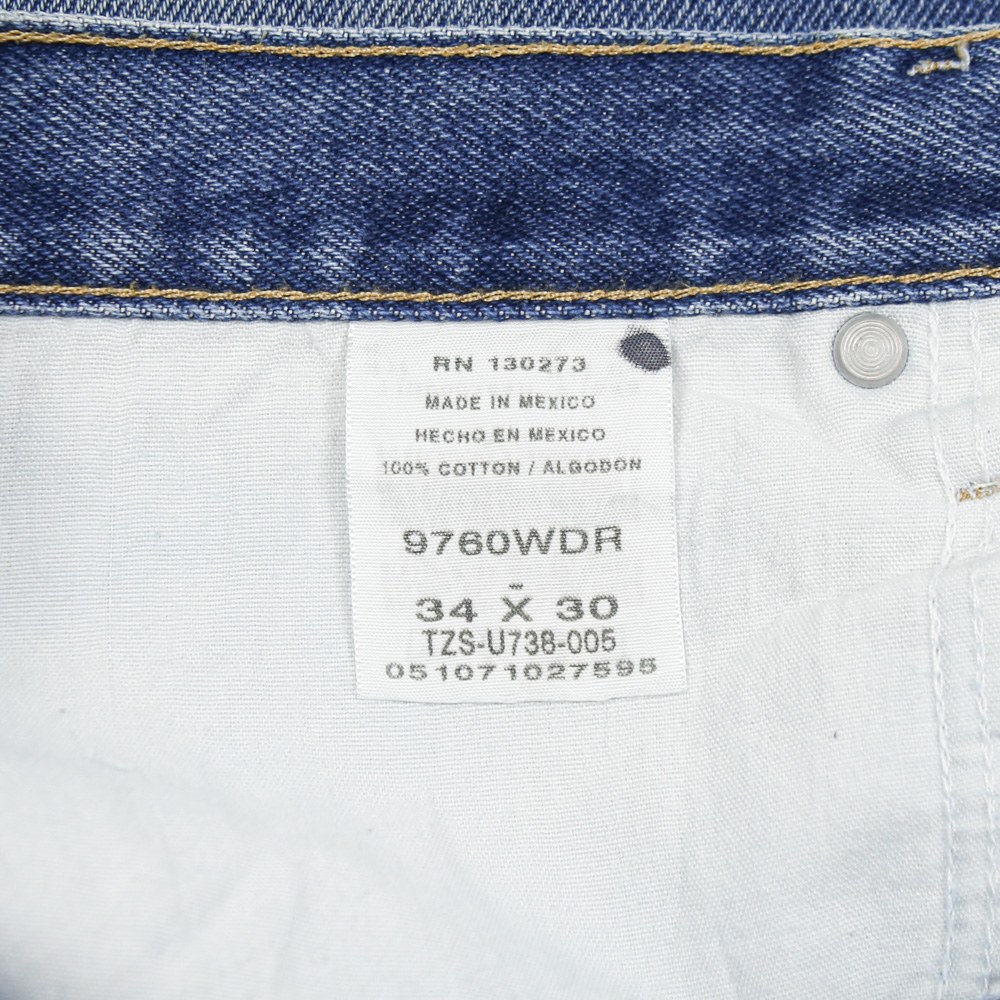 RN 130273
MADE IN MEXICO
HECHO EN MEXICO
100% COTTON / ALGODON
9760WDR
34 X 30
TZS-U738-005
051071027595